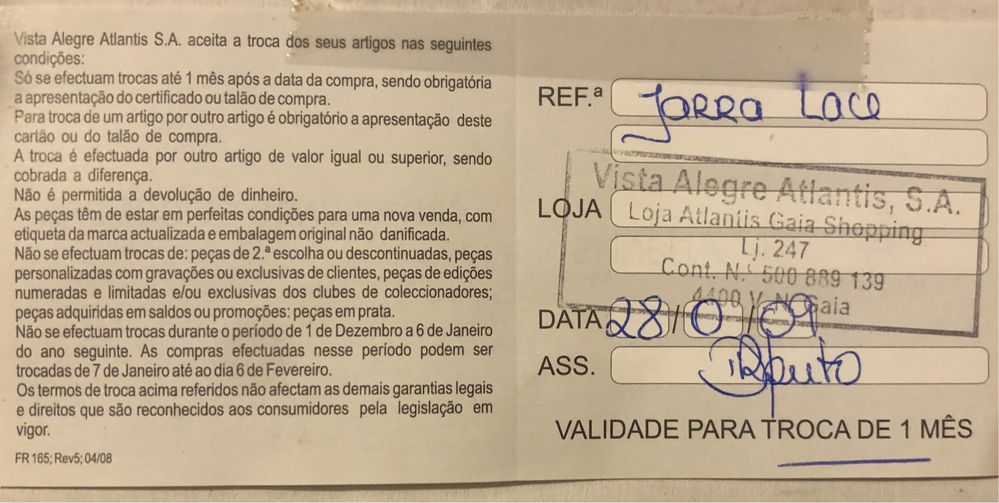 Vista Alegre Atlantis S.A. aceita a troca dos seus artigos nas seguintes
condições:
Só se efectuam trocas até 1 mês após a data da compra, sendo obrigatória
a apresentação do certificado ou talão de compra.
Para troca de um artigo por outro artigo é obrigatório a apresentação deste
cartão ou do talão de compra.
A troca é efectuada por outro artigo de valor igual ou superior, sendo
cobrada a diferença.
Não é permitida a devolução de dinheiro.
As peças têm de estar em perfeitas condições para uma nova venda, com
etiqueta da marca actualizada e embalagem original não danificada.
Não se efectuam trocas de: peças de 2.ª escolha ou descontinuadas, peças
personalizadas com gravações ou exclusivas de clientes, peças de edições
numeradas e limitadas e/ou exclusivas dos clubes de coleccionadores;
peças adquiridas em saldos ou promoções: peças em prata.
Não se efectuam trocas durante o período de 1 de Dezembro a 6 de Janeiro
do ano seguinte. As compras efectuadas nesse período podem ser
trocadas de 7 de Janeiro até ao dia 6 de Fevereiro.
Os termos de troca acima referidos não afectam as demais garantias legais
e direitos que são reconhecidos aos consumidores pela legislação em
vigor.
FR 165; Rev5; 04/08
REF.ª Jarra Lace
Vista Alegre Atlantis, S.A.
LOJA Loja Atlantis Gaia Shopping
Lj. 247
Cont. N.º 500 889 139
4400 V. N. Gaia
DATA 28/0 /09
ASS.
VALIDADE PARA TROCA DE 1 MÊS